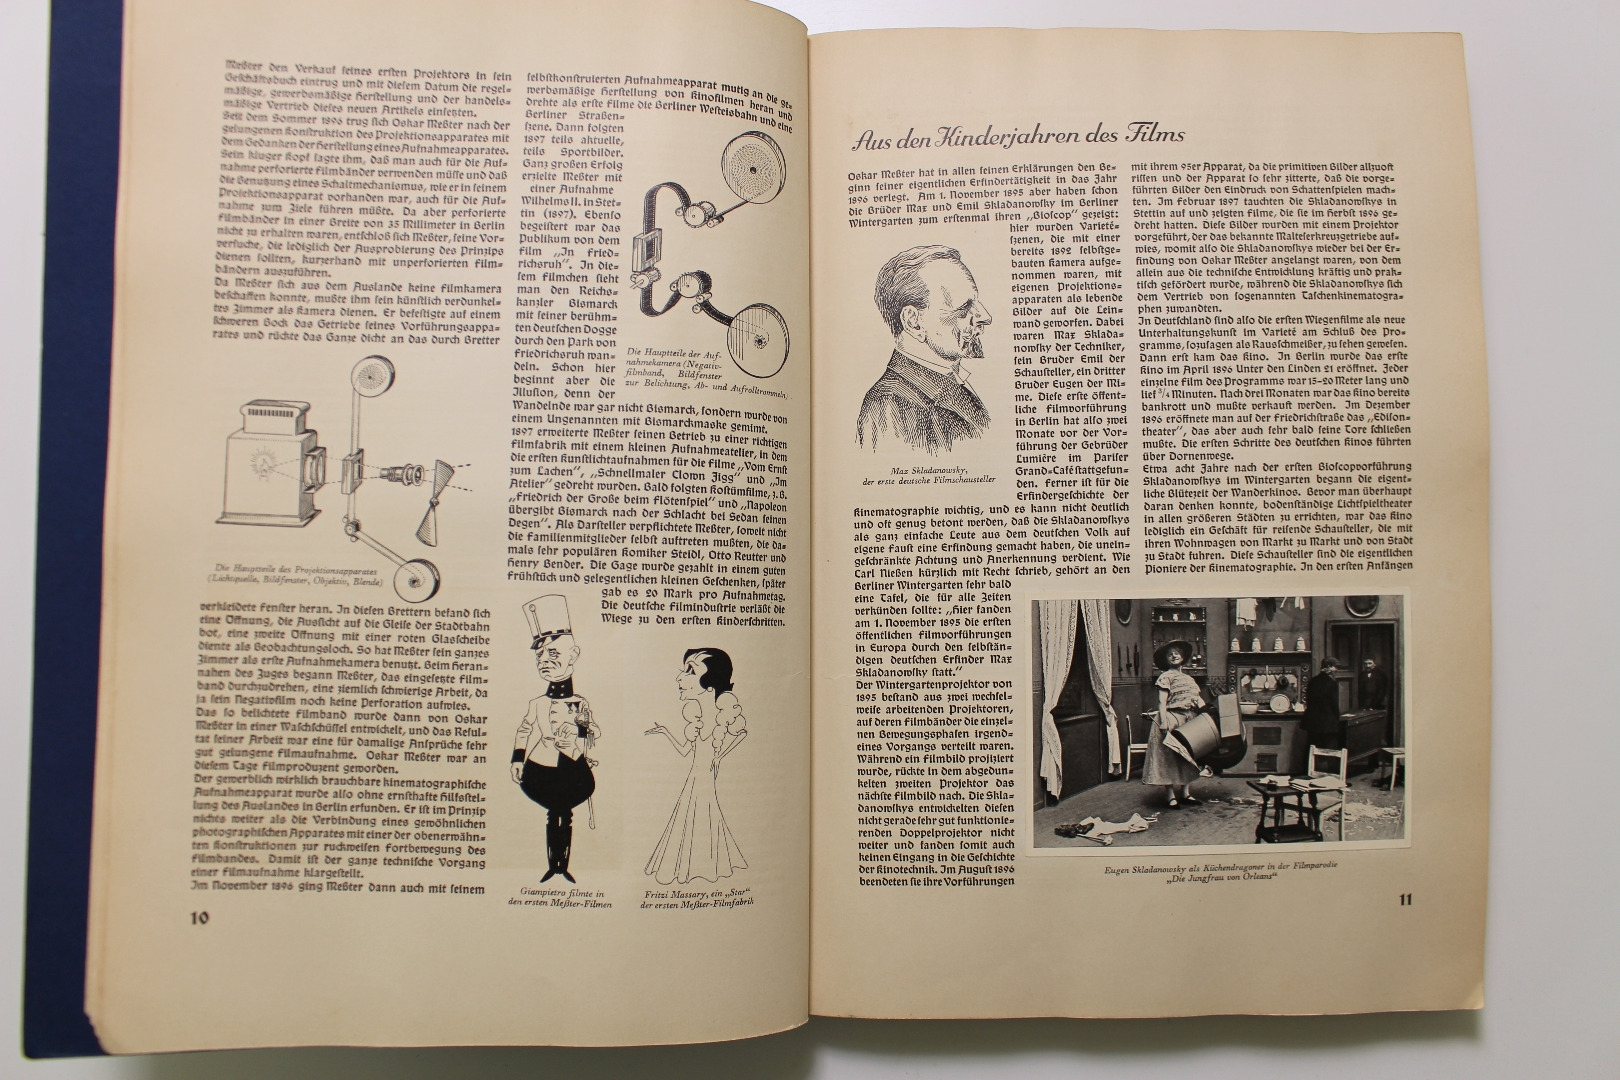 Meßter den Verkauf seines ersten Projektors in sein
Geschäftsbuch eintrug und mit diesem Datum die regel-
mäßige, gewerbsmäßige Herstellung und der handels-
mäßige Vertrieb dieses neuen Artikels einsetzten.
Seit dem Sommer 1896 trug sich Oskar Meßter nach der
gelungenen Konstruktion des Projektionsapparates mit
dem Gedanken der Herstellung eines Aufnahmeapparates.
Sein kluger Kopf sagte ihm, daß man auch für die Auf-
nahme perforierte Filmbänder verwenden müsse und daß
die Benutzung eines Schaltmechanismus, wie er in seinem
Projektionsapparat vorhanden war, auch für die Auf-
nahme zum Ziele führen müßte. Da aber perforierte
Filmbänder in einer Breite von 35 Millimeter in Berlin
nicht zu erhalten waren, entschloß sich Meßter, seine Vor-
versuche, die lediglich der Ausprobierung des Prinzips
dienen sollten, kurzerhand mit unperforierten Film-
bändern auszuführen.
Da Meßter sich aus dem Auslande keine Filmkamera
beschaffen konnte, mußte ihm sein künstlich verdunkel-
tes Zimmer als Kamera dienen. Er befestigte auf einem
schweren Bock das Getriebe seines Vorführungsappa-
rates und rückte das Ganze dicht an das durch Bretter
Die Hauptteile des Projektionsapparates
(Lichtquelle, Bildfenster, Objektiv, Blende)
verkleidete Fenster heran. In diesen Brettern befand sich
eine Öffnung, die Aussicht auf die Gleise der Stadtbahn
bot, eine zweite Öffnung mit einer roten Glasscheibe
diente als Beobachtungsloch. So hat Meßter sein ganzes
Zimmer als erste Aufnahmekamera benutzt. Beim Heran-
nahen des Zuges begann Meßter, das eingesetzte Film-
band durchzudrehen, eine ziemlich schwierige Arbeit, da
ja sein Negativfilm noch keine Perforation aufwies.
Das so belichtete Filmband wurde dann von Oskar
Meßter in einer Waschschüssel entwickelt, und das Resul-
tat seiner Arbeit war eine für damalige Ansprüche sehr
gut gelungene Filmaufnahme. Oskar Meßter war an
diesem Tage Filmproduzent geworden.
Der gewerblich wirklich brauchbare kinematographische
Aufnahmeapparat wurde also ohne ernsthafte Hilfsstel-
lung des Auslandes in Berlin erfunden. Er ist im Prinzip
nichts weiter als die Verbindung eines gewöhnlichen
photographischen Apparates mit einer der obenerwähn-
ten Konstruktionen zur ruckweisen Fortbewegung des
Filmbandes. Damit ist der ganze technische Vorgang
einer Filmaufnahme klargestellt.
Im November 1896 ging Meßter dann auch mit seinem
10
selbstkonstruierten Aufnahmeapparat mutig an die ge-
werbsmäßige Herstellung von Kinofilmen heran und
drehte als erste Filme die Berliner Westeisbahn und eine
Berliner Straßen-
szene. Dann folgten
1897 teils aktuelle,
teils Sportbilder.
Ganz großen Erfolg
erzielte Meßter mit
einer Aufnahme
Wilhelms II. in Stet-
tin (1897). Ebenso
begeistert war das
Publikum von dem
Film „In Fried-
richsruh“. In die-
sem Filmchen sieht
man den Reichs-
kanzler Bismarck
mit seiner berühm-
ten Deutschen Dogge
durch den Park von
Friedrichsruh wan-
deln. Schon hier
beginnt aber die
Illusion, denn der
Wandelnde war gar nicht Bismarck, sondern wurde von
einem Ungenannten mit Bismarckmaske gemimt.
1897 erweiterte Meßter seinen Betrieb zu einer richtigen
Filmfabrik mit einem kleinen Aufnahmeatelier, in dem
die ersten Kunstlichtaufnahmen für die Filme „Vom Ernst
zum Lachen“, „Schnellmaler Clown Jigg“ und „Im
Atelier“ gedreht wurden. Bald folgten Kostümfilme, z.B.
„Friedrich der Große beim Flötenspiel“ und „Napoleon
übergibt Bismarck nach der Schlacht bei Sedan seinen
Degen“. Als Darsteller verpflichtete Meßter, soweit nicht
die Familienmitglieder selbst auftreten mußten, die da-
mals sehr populären Komiker Steidl, Otto Reutter und
Henry Bender. Die Gage wurde gezahlt in einem guten
Frühstück und gelegentlichen kleinen Geschenken, später
gab es 20 Mark pro Aufnahmetag.
Die deutsche Filmindustrie verläßt die
Wiege zu den ersten Kinderschritten.
Die Hauptteile der Auf-
nahmekamera (Negativ-
filmband, Bildfenster
zur Belichtung, Ab- und Aufrolltrommeln)
Giampietro filmte in
den ersten Meßter-Filmen
Fritzi Massary, ein „Star“
der ersten Meßter-Filmfabrik
Aus den Kinderjahren des Films
Oskar Meßter hat in allen seinen Erklärungen den Be-
ginn seiner eigentlichen Erfindertätigkeit in das Jahr
1896 verlegt. Am 1. November 1895 aber haben schon
die Brüder Max und Emil Skladanowsky im Berliner
Wintergarten zum erstenmal ihren „Bioscop“ gezeigt:
hier wurden Varieté-
szenen, die mit einer
bereits 1892 selbstge-
bauten Kamera aufge-
nommen waren, mit
eigenen Projektions-
apparaten als lebende
Bilder auf die Lein-
wand geworfen. Dabei
waren Max Sklada-
nowsky der Techniker,
sein Bruder Emil der
Schausteller, ein dritter
Bruder Eugen der Mi-
me. Diese erste öffent-
liche Filmvorführung
in Berlin hat also zwei
Monate vor der Vor-
führung der Gebrüder
Lumière im Pariser
Grand-Café stattgefun-
den. Ferner ist für die
Erfindergeschichte der
Max Skladanowsky,
der erste deutsche Filmschausteller
Kinematographie wichtig, und es kann nicht deutlich
und oft genug betont werden, daß die Skladanowskys
als ganz einfache Leute aus dem deutschen Volk auf
eigene Faust eine Erfindung gemacht haben, die unein-
geschränkte Achtung und Anerkennung verdient. Wie
Carl Nießen kürzlich mit Recht schrieb, gehört an den
Berliner Wintergarten sehr bald
eine Tafel, die für alle Zeiten
verkünden sollte: „Hier fanden
am 1. November 1895 die ersten
öffentlichen Filmvorführungen
in Europa durch den selbstän-
digen deutschen Erfinder Max
Skladanowsky statt.“
Der Wintergartenprojektor von
1895 bestand aus zwei wechsel-
weise arbeitenden Projektoren,
auf deren Filmbänder die einzel-
nen Bewegungsphasen irgend-
eines Vorgangs verteilt waren.
Während ein Filmbild projiziert
wurde, rückte in dem abgedun-
kelten zweiten Projektor das
nächste Filmbild nach. Die Skla-
danowskys entwickelten diesen
nicht gerade sehr gut funktionie-
renden Doppelprojektor nicht
weiter und fanden somit auch
keinen Eingang in die Geschichte
der Kinotechnik. Im August 1896
beendeten sie ihre Vorführungen
mit ihrem 95er Apparat, da die primitiven Bilder allzuoft
rissen und der Apparat so sehr zitterte, daß die vorge-
führten Bilder den Eindruck von Schattenspielen mach-
ten. Im Februar 1897 tauchten die Skladanowskys in
Stettin auf und zeigten Filme, die sie im Herbst 1896 ge-
dreht hatten. Diese Bilder wurden mit einem Projektor
vorgeführt, der das bekannte Malteserkreuzgetriebe auf-
wies, womit also die Skladanowskys wieder bei der Er-
findung von Oskar Meßter angelangt waren, von dem
allein aus die technische Entwicklung kräftig und prak-
tisch gefördert wurde, während die Skladanowskys sich
dem Vertrieb von sogenannten Taschenkinematogra-
phen zuwandten.
In Deutschland sind also die ersten Wiegenfilme als neue
Unterhaltungskunst im Varieté am Schluß des Pro-
gramms, sozusagen als Rausschmeißer, zu sehen gewesen.
Dann erst kam das Kino. In Berlin wurde das erste
Kino im April 1896 Unter den Linden 21 eröffnet. Jeder
einzelne Film des Programms war 15-20 Meter lang und
lief ³/₄ Minuten. Nach drei Monaten war das Kino bereits
bankrott und mußte verkauft werden. Im Dezember
1896 eröffnete man auf der Friedrichstraße das „Edison-
theater“, das aber auch sehr bald seine Tore schließen
mußte. Die ersten Schritte des deutschen Kinos führten
über Dornenwege.
Etwa acht Jahre nach der ersten Bioscopvorführung
Skladanowskys im Wintergarten begann die eigent-
liche Blütezeit der Wanderkinos. Bevor man überhaupt
daran denken konnte, bodenständige Lichtspieltheater
in allen größeren Städten zu errichten, war das Kino
lediglich ein Geschäft für reisende Schausteller, die mit
ihren Wohnwagen von Markt zu Markt und von Stadt
zu Stadt fuhren. Diese Schausteller sind die eigentlichen
Pioniere der Kinematographie. In den ersten Anfängen
Eugen Skladanowsky als Küchendragoner in der Filmparodie
„Die Jungfrau von Orleans“
11